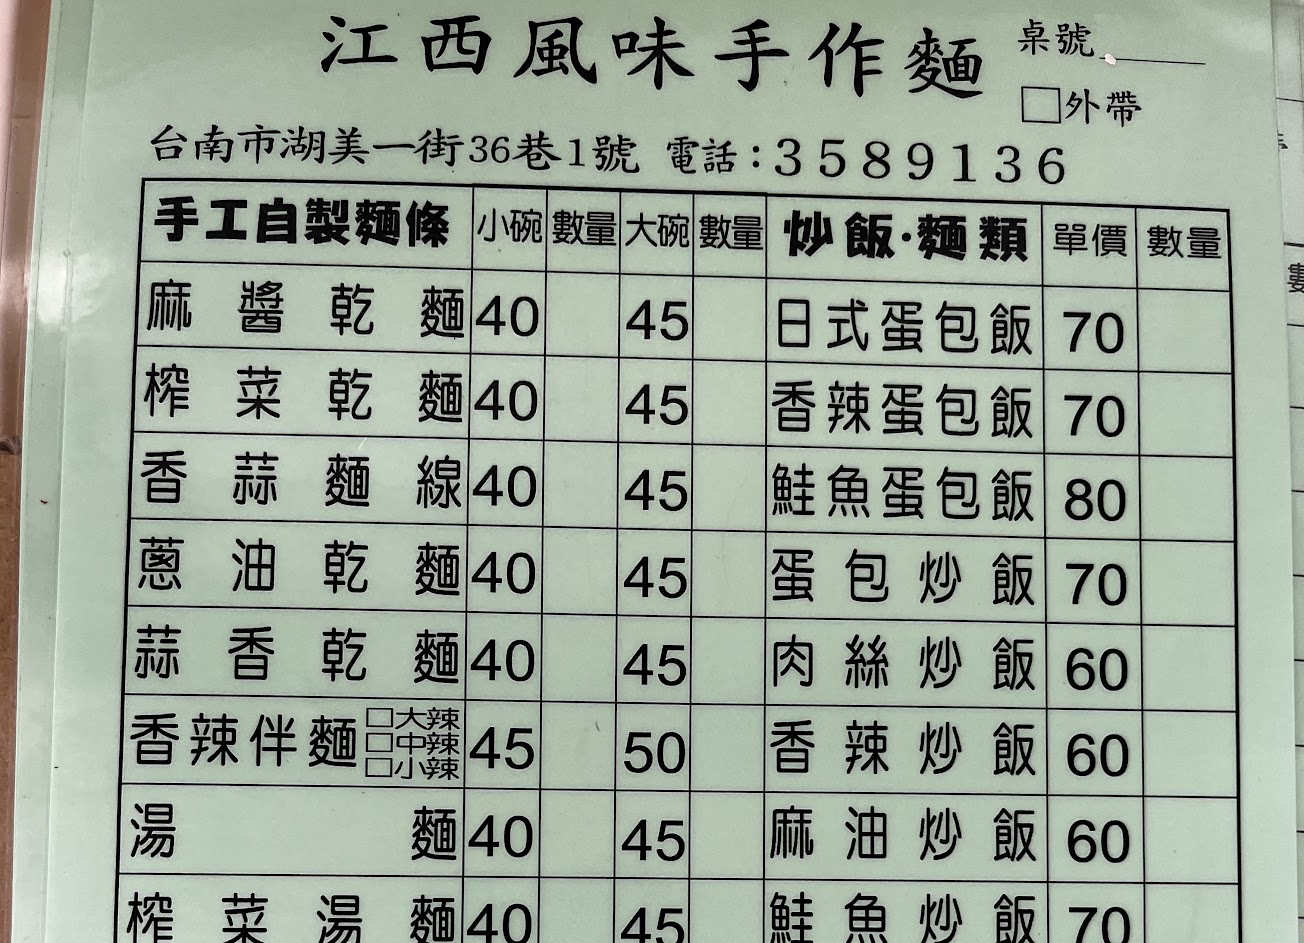 江西風味手作麵 桌號
□外帶
台南市湖美一街36巷1號 電話:3589136
手工自製麵條 小碗 數量 大碗 數量 炒飯·麵類 單價 數量
麻醬乾麵 40 45 日式蛋包飯 70
榨菜乾麵 40 45 香辣蛋包飯 70
香蒜麵線 40 45 鮭魚蛋包飯 80
蔥油乾麵 40 45 蛋包炒飯 70
蒜香乾麵 40 45 肉絲炒飯 60
香辣伴麵 □大辣 □中辣 □小辣 45 50 香辣炒飯 60
湯麵 40 45 麻油炒飯 60
榨菜湯麵 40 45 鮭魚炒飯 70